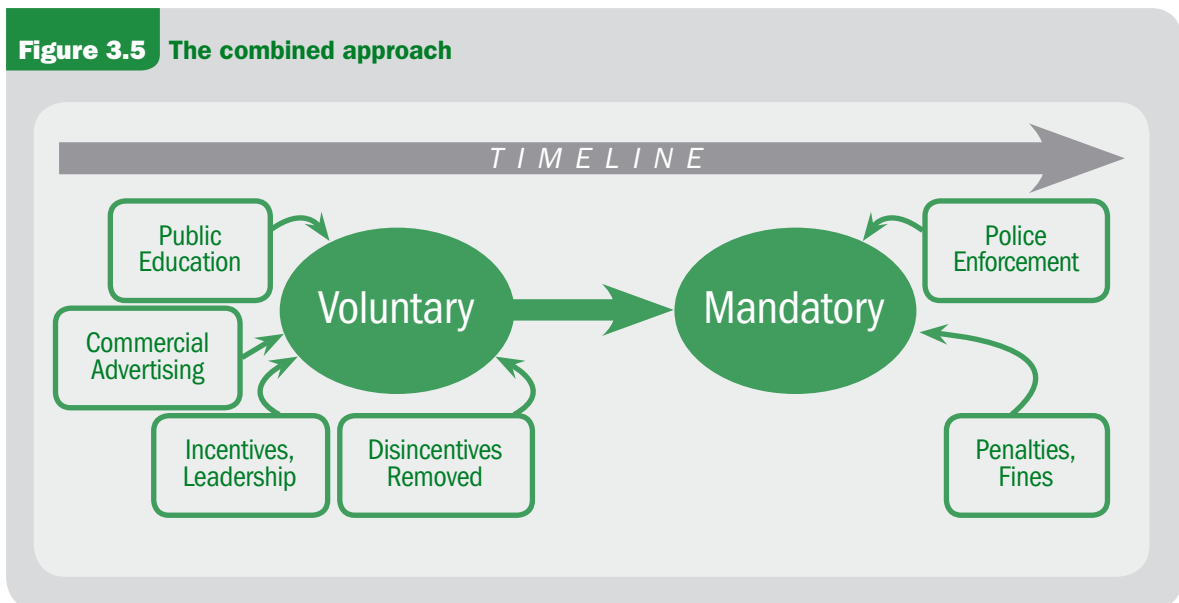 Figure 3.5 The combined approach
TIMELINE
Public
Education
Police
Enforcement
Voluntary
Mandatory
Commercial
Advertising
Incentives,
Leadership
Disincentives
Removed
Penalties,
Fines